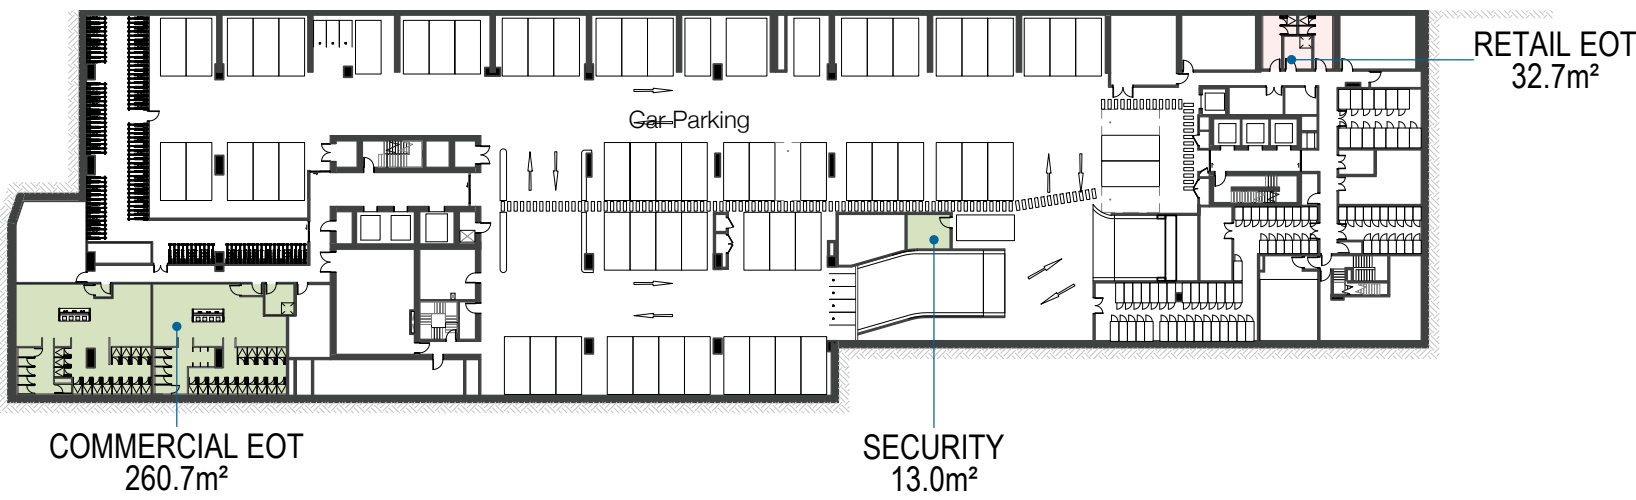 RETAIL EOT
32.7m²
Car Parking
COMMERCIAL EOT
260.7m²
SECURITY
13.0m²